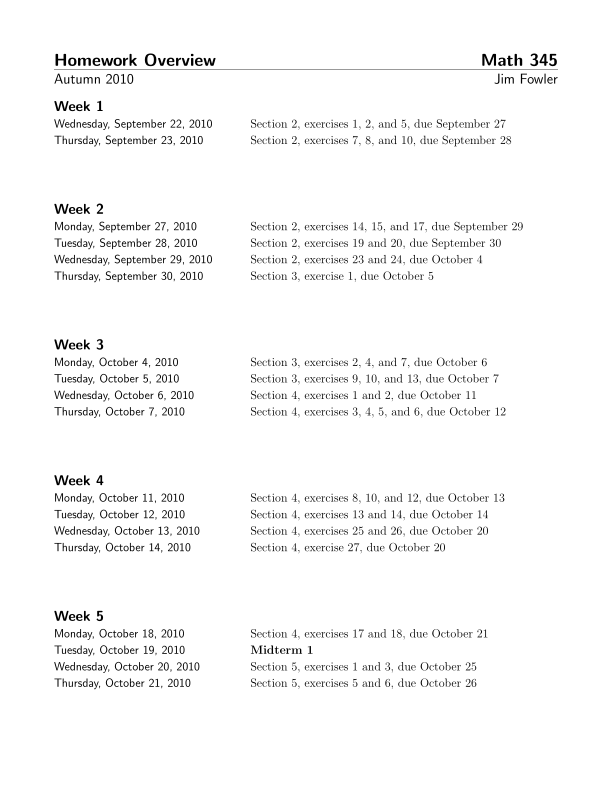 Homework Overview Math 345
Autumn 2010 Jim Fowler
Week 1
Wednesday, September 22, 2010 Section 2, exercises 1, 2, and 5, due September 27
Thursday, September 23, 2010 Section 2, exercises 7, 8, and 10, due September 28
Week 2
Monday, September 27, 2010 Section 2, exercises 14, 15, and 17, due September 29
Tuesday, September 28, 2010 Section 2, exercises 19 and 20, due September 30
Wednesday, September 29, 2010 Section 2, exercises 23 and 24, due October 4
Thursday, September 30, 2010 Section 3, exercise 1, due October 5
Week 3
Monday, October 4, 2010 Section 3, exercises 2, 4, and 7, due October 6
Tuesday, October 5, 2010 Section 3, exercises 9, 10, and 13, due October 7
Wednesday, October 6, 2010 Section 4, exercises 1 and 2, due October 11
Thursday, October 7, 2010 Section 4, exercises 3, 4, 5, and 6, due October 12
Week 4
Monday, October 11, 2010 Section 4, exercises 8, 10, and 12, due October 13
Tuesday, October 12, 2010 Section 4, exercises 13 and 14, due October 14
Wednesday, October 13, 2010 Section 4, exercises 25 and 26, due October 20
Thursday, October 14, 2010 Section 4, exercise 27, due October 20
Week 5
Monday, October 18, 2010 Section 4, exercises 17 and 18, due October 21
Tuesday, October 19, 2010 Midterm 1
Wednesday, October 20, 2010 Section 5, exercises 1 and 3, due October 25
Thursday, October 21, 2010 Section 5, exercises 5 and 6, due October 26